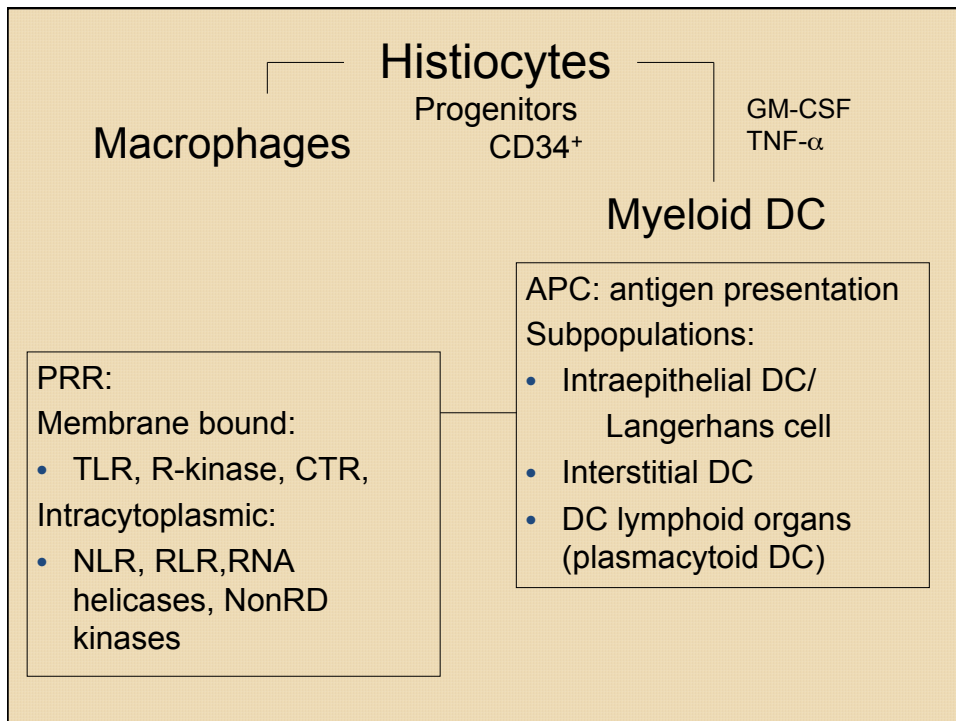 Histiocytes
Progenitors
CD34⁺
GM-CSF
TNF-α
Macrophages
Myeloid DC
APC: antigen presentation
Subpopulations:
• Intraepithelial DC/
Langerhans cell
• Interstitial DC
• DC lymphoid organs
(plasmacytoid DC)
PRR:
Membrane bound:
• TLR, R-kinase, CTR,
Intracytoplasmic:
• NLR, RLR,RNA
helicases, NonRD
kinases